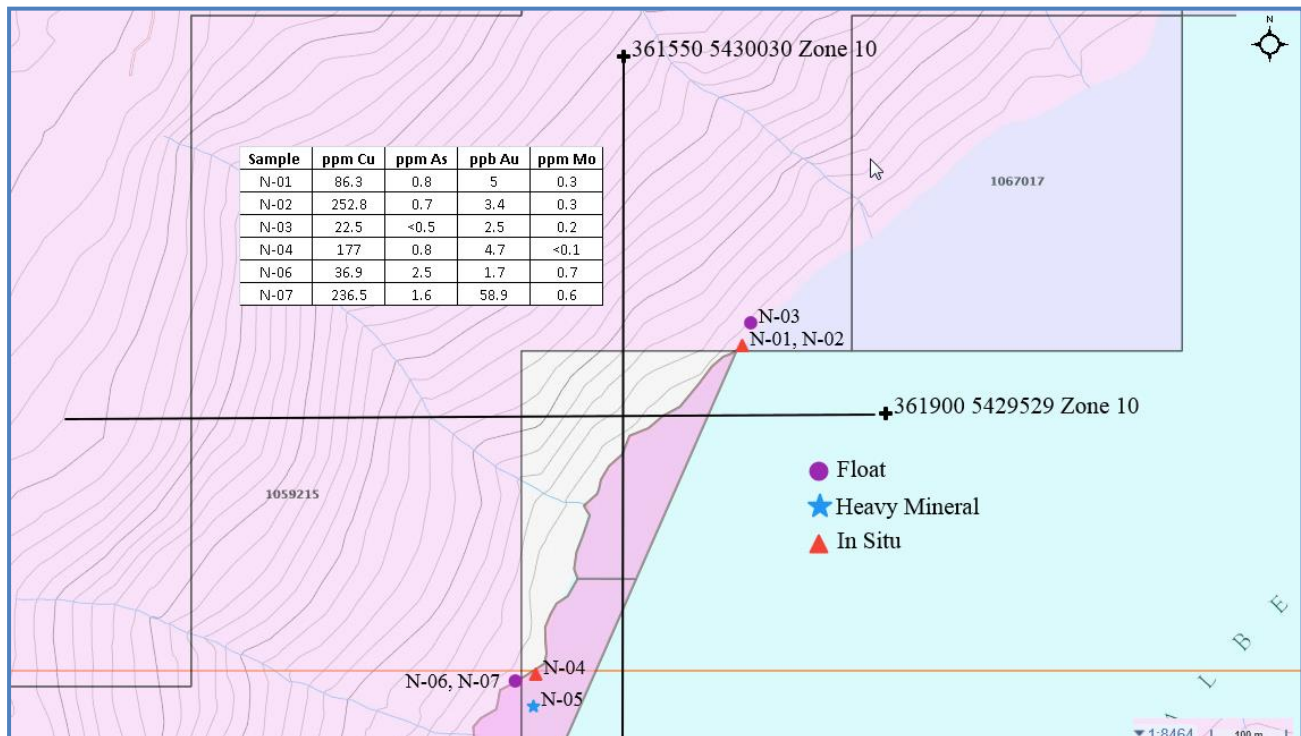 N
361550 5430030 Zone 10
Sample ppm Cu ppm As ppb Au ppm Mo
N-01 86.3 0.8 5 0.3
N-02 252.8 0.7 3.4 0.3
N-03 22.5 <0.5 2.5 0.2
N-04 177 0.8 4.7 <0.1
N-06 36.9 2.5 1.7 0.7
N-07 236.5 1.6 58.9 0.6
1067017
N-03
N-01, N-02
361900 5429529 Zone 10
Float
Heavy Mineral
In Situ
1059215
N-04
N-06, N-07
N-05
L B E
1:8464 100 m